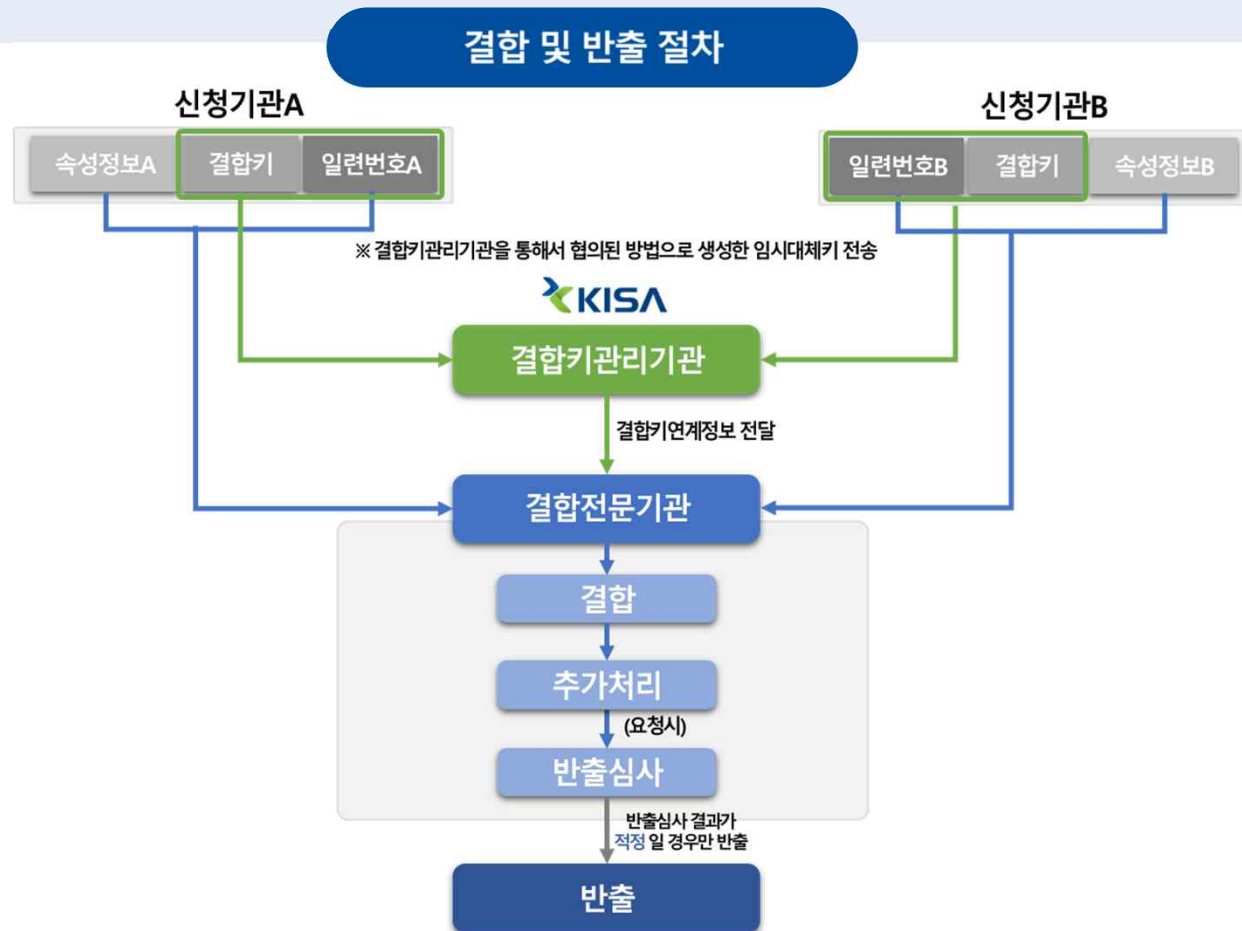 결합 및 반출 절차
신청기관A
신청기관B
속성정보A
결합키
일련번호A
일련번호B
결합키
속성정보B
※ 결합키관리기관을 통해서 협의된 방법으로 생성한 임시대체키 전송
KISA
결합키관리기관
결합키연계정보 전달
결합전문기관
결합
추가처리
(요청시)
반출심사
반출심사 결과가
적정 일 경우만 반출
반출